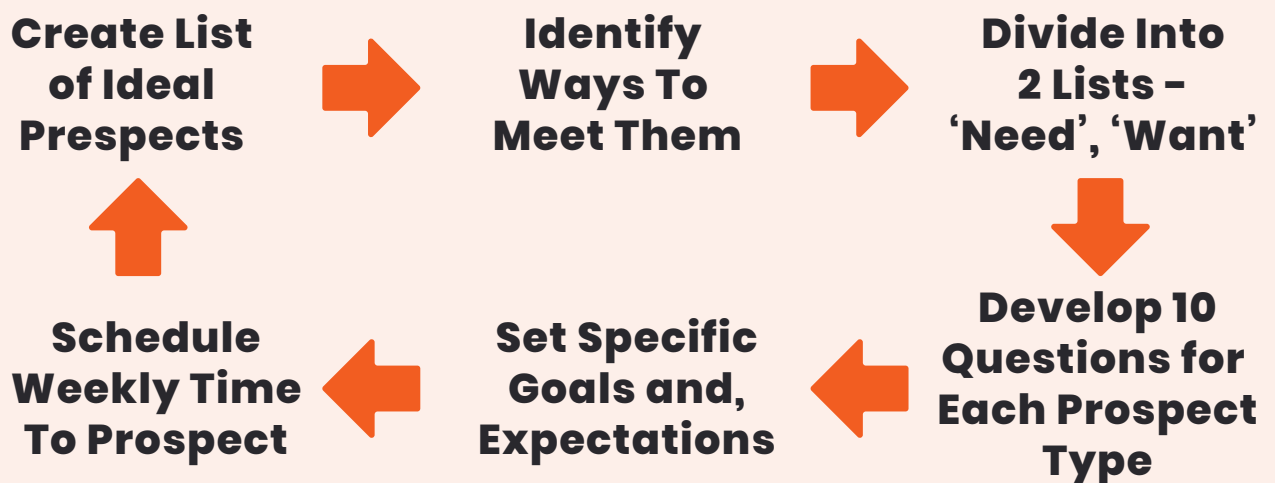 Create List
of Ideal
Prespects
Identify
Ways To
Meet Them
Divide Into
2 Lists -
‘Need’, ‘Want’
Develop 10
Questions for
Each Prospect
Type
Set Specific
Goals and,
Expectations
Schedule
Weekly Time
To Prospect